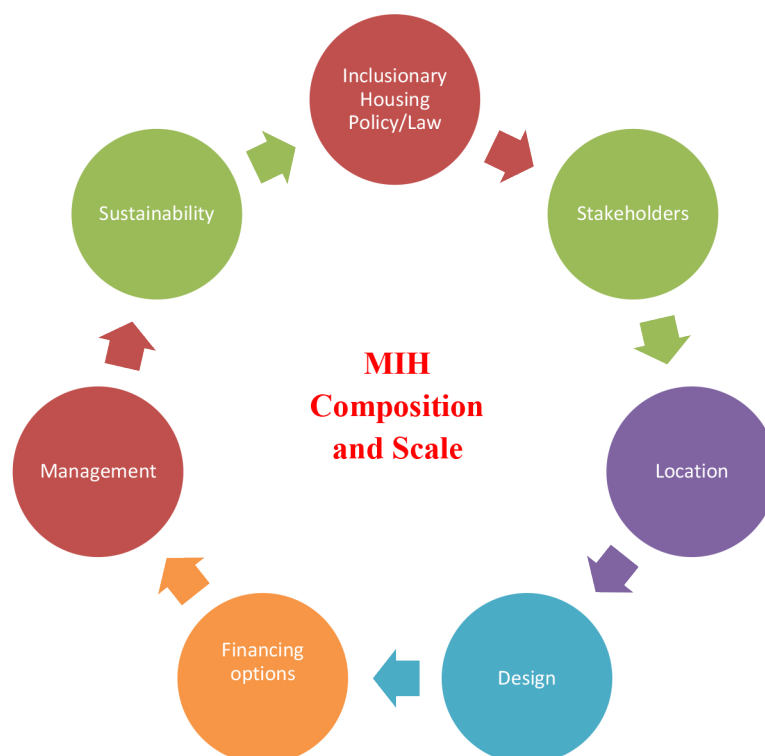 Inclusionary
Housing
Policy/Law
Stakeholders
Location
Design
Financing
options
Management
Sustainability
MIH
Composition
and Scale